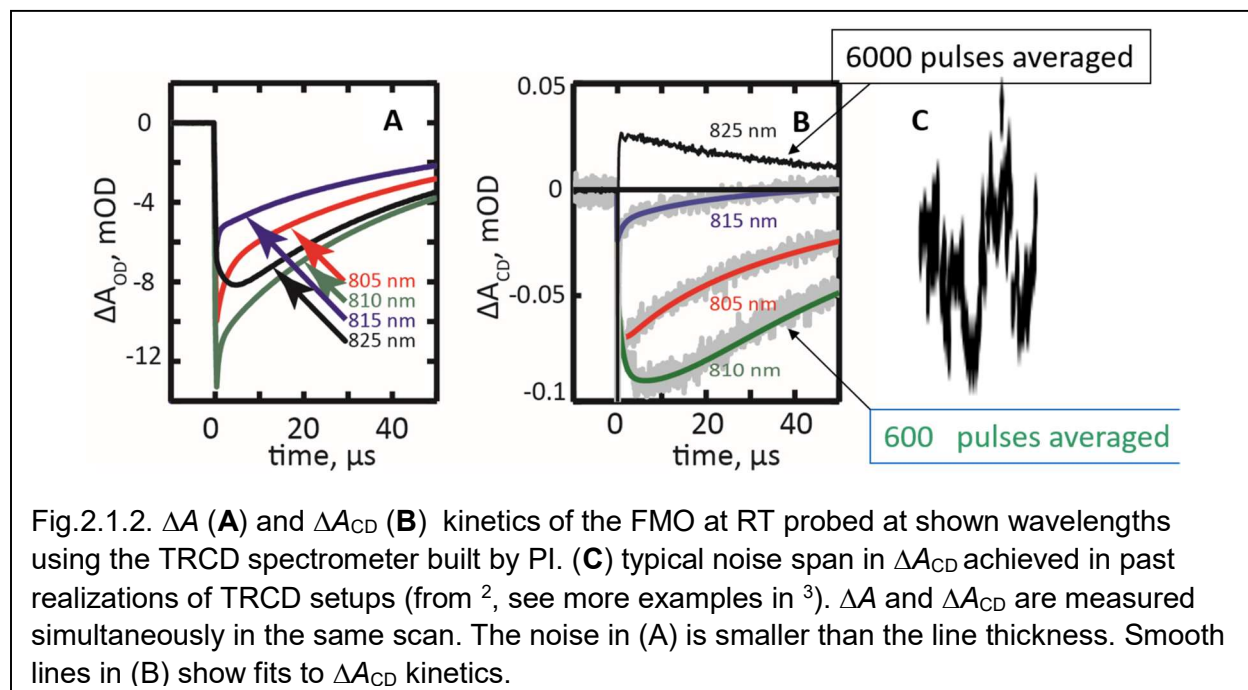 6000 pulses averaged
0.05
0
-0.05
-0.1
ΔA_CD, mOD
B
825 nm
815 nm
805 nm
810 nm
0 20 40
time, μs
0
-4
-8
-12
ΔA_OD, mOD
A
805 nm
810 nm
815 nm
825 nm
0 20 40
time, μs
C
600 pulses averaged
Fig.2.1.2. ΔA (A) and ΔA_CD (B) kinetics of the FMO at RT probed at shown wavelengths
using the TRCD spectrometer built by PI. (C) typical noise span in ΔA_CD achieved in past
realizations of TRCD setups (from ², see more examples in ³). ΔA and ΔA_CD are measured
simultaneously in the same scan. The noise in (A) is smaller than the line thickness. Smooth
lines in (B) show fits to ΔA_CD kinetics.